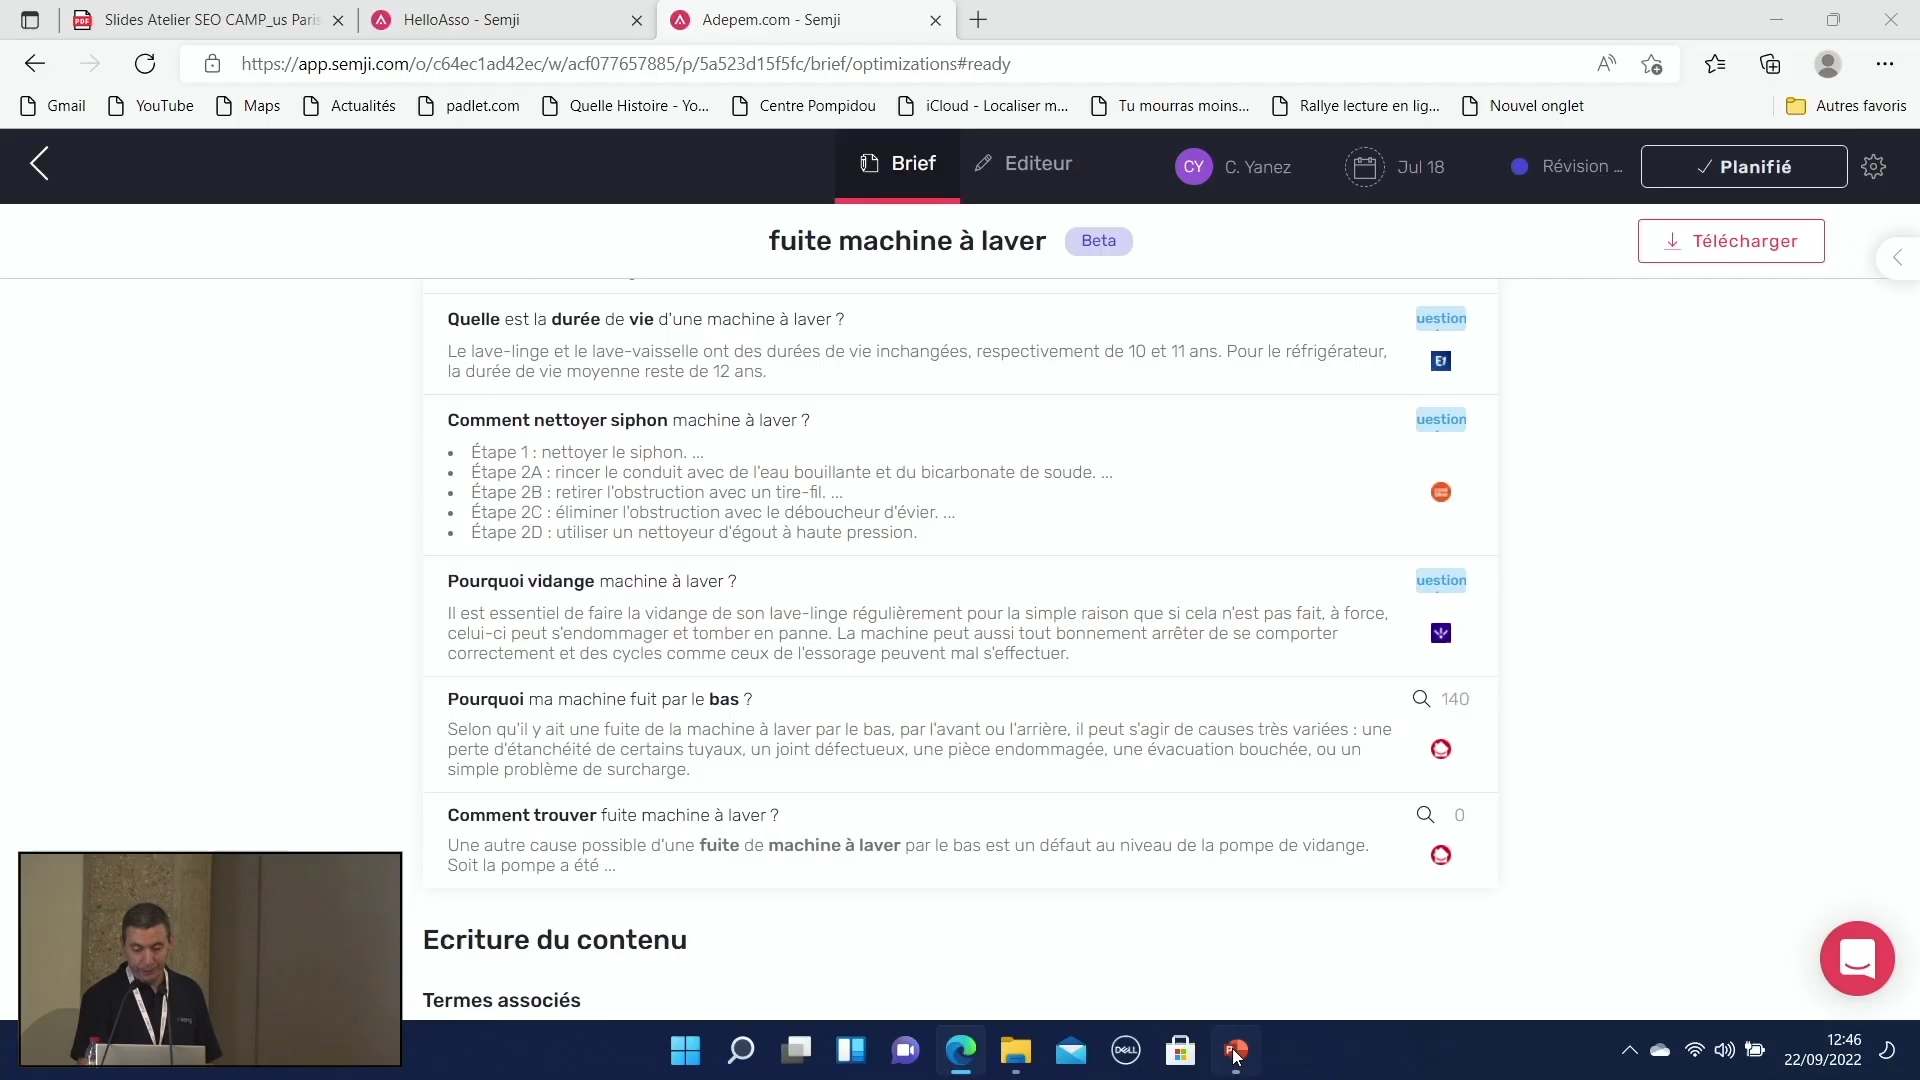 Slides Atelier SEO CAMP_us Paris
HelloAsso - Semji
Adepem.com - Semji
https://app.semji.com/o/c64ec1ad42ec/w/acf077657885/p/5a523d15f5fc/brief/optimizations#ready
Gmail
YouTube
Maps
Actualités
padlet.com
Quelle Histoire - Yo...
Centre Pompidou
iCloud - Localiser m...
Tu mourras moins...
Rallye lecture en lig...
Nouvel onglet
Autres favoris
Brief
Editeur
CY
C. Yanez
Jul 18
Révision ...
Planifié
fuite machine à laver
Beta
Télécharger
Quelle est la durée de vie d'une machine à laver ?
uestion
Le lave-linge et le lave-vaisselle ont des durées de vie inchangées, respectivement de 10 et 11 ans. Pour le réfrigérateur,
la durée de vie moyenne reste de 12 ans.
E1
Comment nettoyer siphon machine à laver ?
uestion
Étape 1 : nettoyer le siphon. ...
Étape 2A : rincer le conduit avec de l'eau bouillante et du bicarbonate de soude. ...
Étape 2B : retirer l'obstruction avec un tire-fil. ...
Étape 2C : éliminer l'obstruction avec le déboucheur d'évier. ...
Étape 2D : utiliser un nettoyeur d'égout à haute pression.
Pourquoi vidange machine à laver ?
uestion
Il est essentiel de faire la vidange de son lave-linge régulièrement pour la simple raison que si cela n'est pas fait, à force,
celui-ci peut s'endommager et tomber en panne. La machine peut aussi tout bonnement arrêter de se comporter
correctement et des cycles comme ceux de l'essorage peuvent mal s'effectuer.
Pourquoi ma machine fuit par le bas ?
140
Selon qu'il y ait une fuite de la machine à laver par le bas, par l'avant ou l'arrière, il peut s'agir de causes très variées : une
perte d'étanchéité de certains tuyaux, un joint défectueux, une pièce endommagée, une évacuation bouchée, ou un
simple problème de surcharge.
Comment trouver fuite machine à laver ?
0
Une autre cause possible d'une fuite de machine à laver par le bas est un défaut au niveau de la pompe de vidange.
Soit la pompe a été ...
Ecriture du contenu
Termes associés
DELL
12:46
22/09/2022